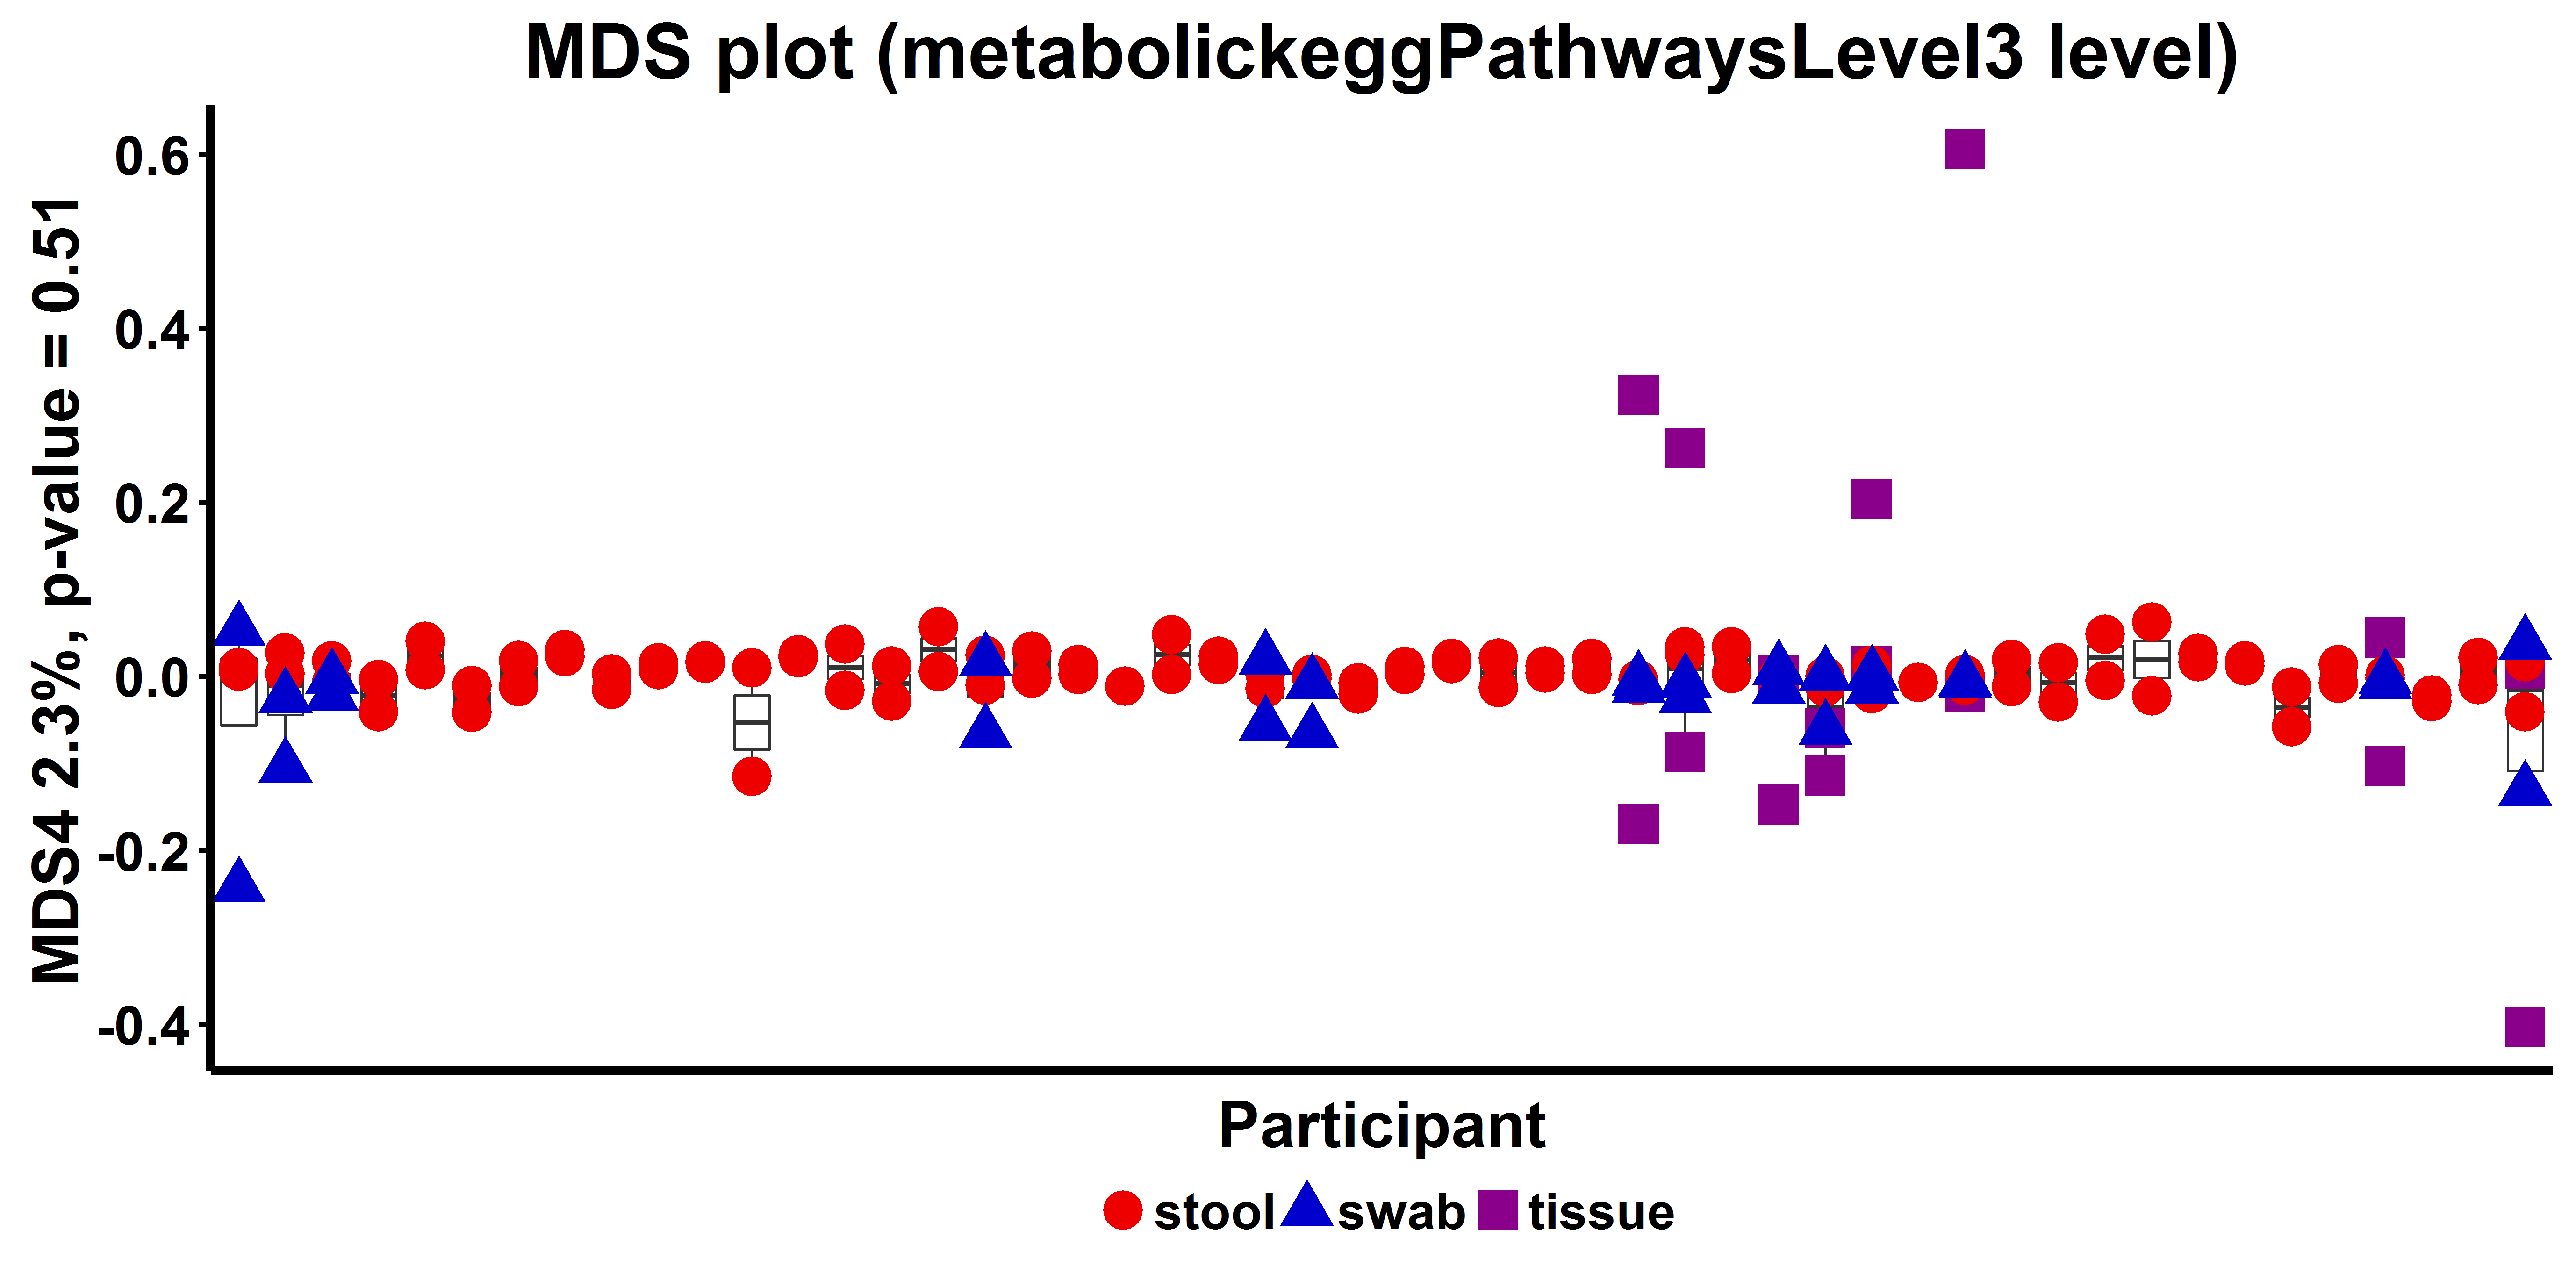 MDS plot (metabolickeggPathwaysLevel3 level)
MDS4 2.3%, p-value = 0.51
0.6
0.4
0.2
0.0
-0.2
-0.4
Participant
stool swab tissue